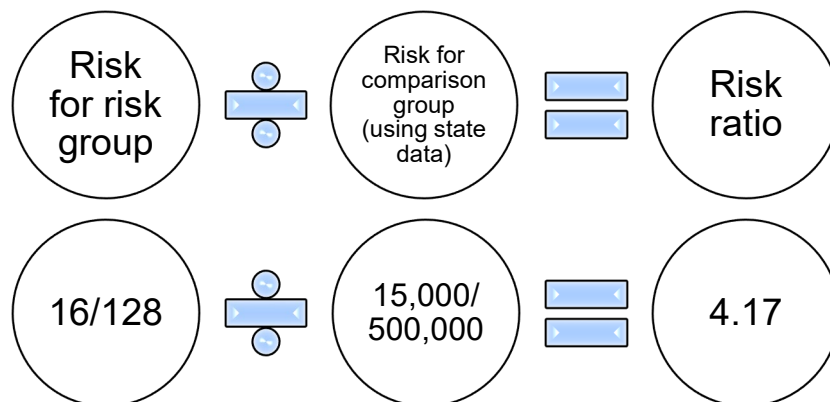 Risk
for risk
group
Risk for
comparison
group
(using state
data)
Risk
ratio
16/128
15,000/
500,000
4.17